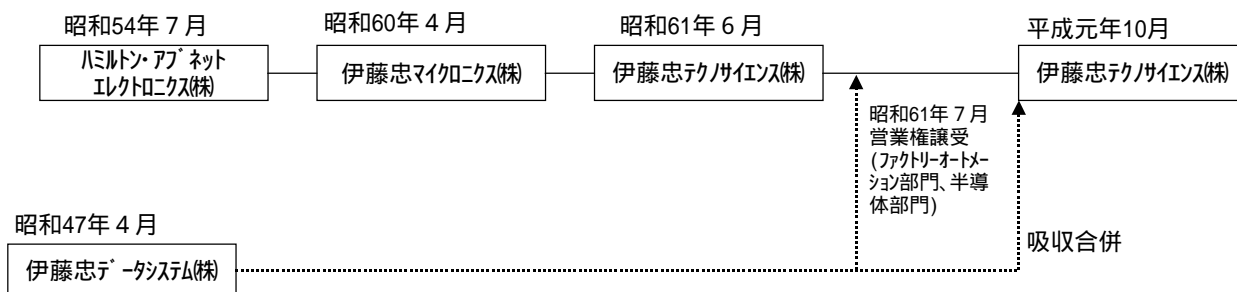 昭和54年７月
ﾊﾐﾙﾄﾝ･ｱﾌﾞﾈｯﾄ
ｴﾚｸﾄﾛﾆｸｽ㈱
昭和60年４月
伊藤忠ﾏｲｸﾛﾆｸｽ㈱
昭和61年６月
伊藤忠ﾃｸﾉｻｲｴﾝｽ㈱
平成元年10月
伊藤忠ﾃｸﾉｻｲｴﾝｽ㈱
昭和61年７月
営業権譲受
(ﾌｧｸﾄﾘｰｵｰﾄﾒｰ
ｼｮﾝ部門､半導
体部門)
昭和47年４月
伊藤忠ﾃﾞｰﾀｼｽﾃﾑ㈱
吸収合併